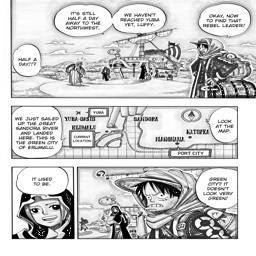 OKAY, NOW
TO FIND THAT
REBEL LEADER!
WE HAVEN'T
REACHED YUBA
YET, LUFFY.
IT'S STILL
HALF A DAY
AWAY TO THE
NORTHWEST.
HALF A
DAY!?
LOOK
AT THE
MAP.
YUBA
SANDORA
KATOREA
NANOHANA
PORT CITY
ERUMALU
CURRENT
LOCATION
WE JUST SAILED
UP THE GREAT
SANDORA RIVER
AND LANDED
HERE. THIS IS
THE GREEN CITY
OF ERUMALU.
GREEN
CITY? IT
DOESN'T
LOOK VERY
GREEN!
IT USED
TO BE.